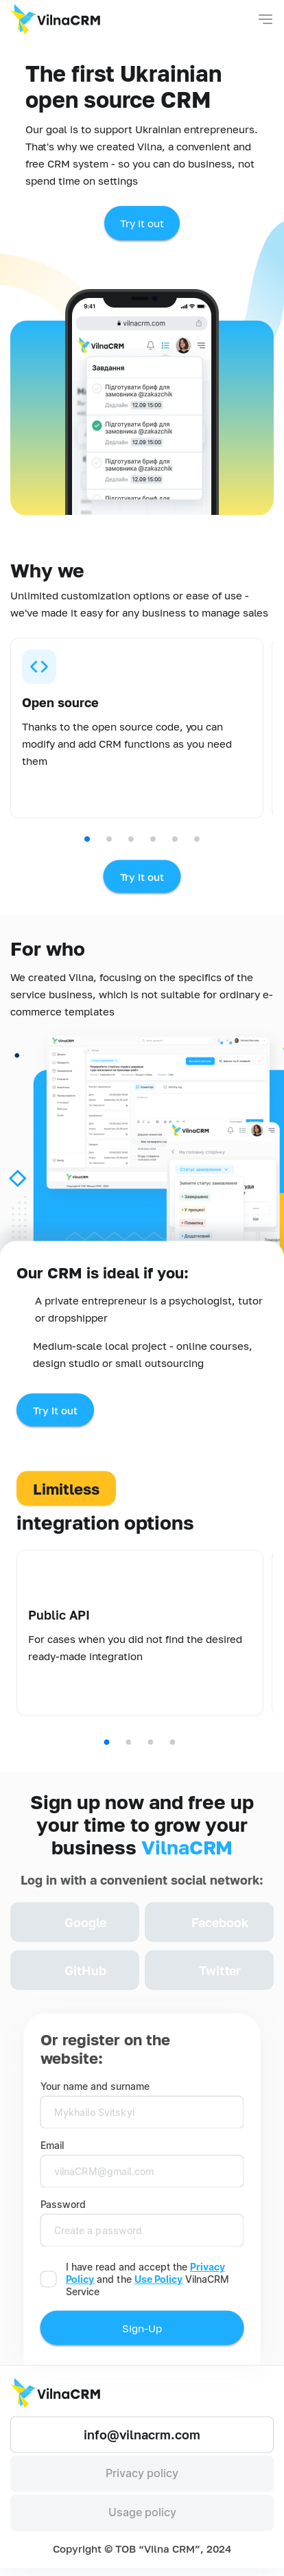 VilnaCRM
The first Ukrainian
open source CRM
Our goal is to support Ukrainian entrepreneurs.
That's why we created Vilna, a convenient and
free CRM system - so you can do business, not
spend time on settings
Try it out
9:41
vilnacrm.com
VilnaCRM
Завдання
Підготувати бриф для
замовника @zakazchik
Дедлайн 12.09 15:00
Підготувати бриф для
замовника @zakazchik
Дедлайн 12.09 15:00
Підготувати бриф для
замовника @zakazchik
Дедлайн 12.09 15:00
Підготувати бриф для
Why we
Unlimited customization options or ease of use -
we've made it easy for any business to manage sales
Open source
Thanks to the open source code, you can
modify and add CRM functions as you need
them
Try it out
For who
We created Vilna, focusing on the specifics of the
service business, which is not suitable for ordinary e-
commerce templates
VilnaCRM
VilnaCRM
На попередню сторінку
Статус замовлення
Змінити статус замовлення
Завершено
У процесі
Помилка
Додатковий
Our CRM is ideal if you:
A private entrepreneur is a psychologist, tutor
or dropshipper
Medium-scale local project - online courses,
design studio or small outsourcing
Try it out
Limitless
integration options
Public API
For cases when you did not find the desired
ready-made integration
Sign up now and free up
your time to grow your
business VilnaCRM
Log in with a convenient social network:
Google
Facebook
GitHub
Twitter
Or register on the
website:
Your name and surname
Mykhailo Svitskyi
Email
vilnaCRM@gmail.com
Password
Create a password
I have read and accept the Privacy
Policy and the Use Policy VilnaCRM
Service
Sign-Up
VilnaCRM
info@vilnacrm.com
Privacy policy
Usage policy
Copyright © ТОВ “Vilna CRM”, 2024